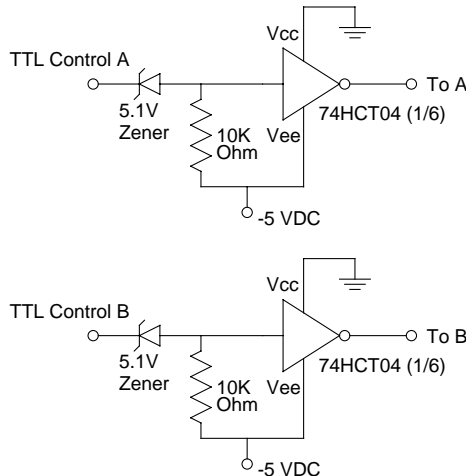 Vcc
TTL Control A
To A
5.1V
Zener
10K
Ohm
Vee
74HCT04 (1/6)
-5 VDC
Vcc
TTL Control B
To B
5.1V
Zener
10K
Ohm
Vee
74HCT04 (1/6)
-5 VDC